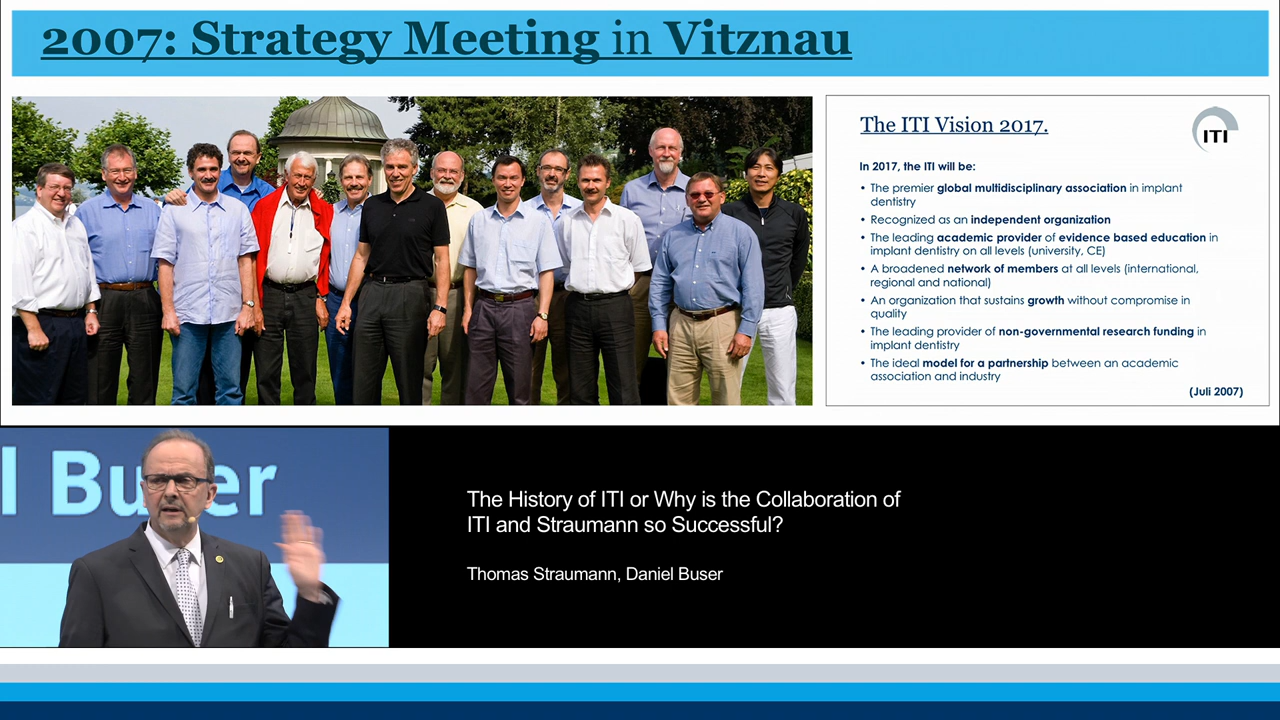 2007: Strategy Meeting in Vitznau
The ITI Vision 2017.
ITI
In 2017, the ITI will be:
• The premier global multidisciplinary association in implant
dentistry
• Recognized as an independent organization
• The leading academic provider of evidence based education in
implant dentistry on all levels (university, CE)
• A broadened network of members at all levels (international,
regional and national)
• An organization that sustains growth without compromise in
quality
• The leading provider of non-governmental research funding in
implant dentistry
• The ideal model for a partnership between an academic
association and industry
(Juli 2007)
l Buser
The History of ITI or Why is the Collaboration of
ITI and Straumann so Successful?
Thomas Straumann, Daniel Buser